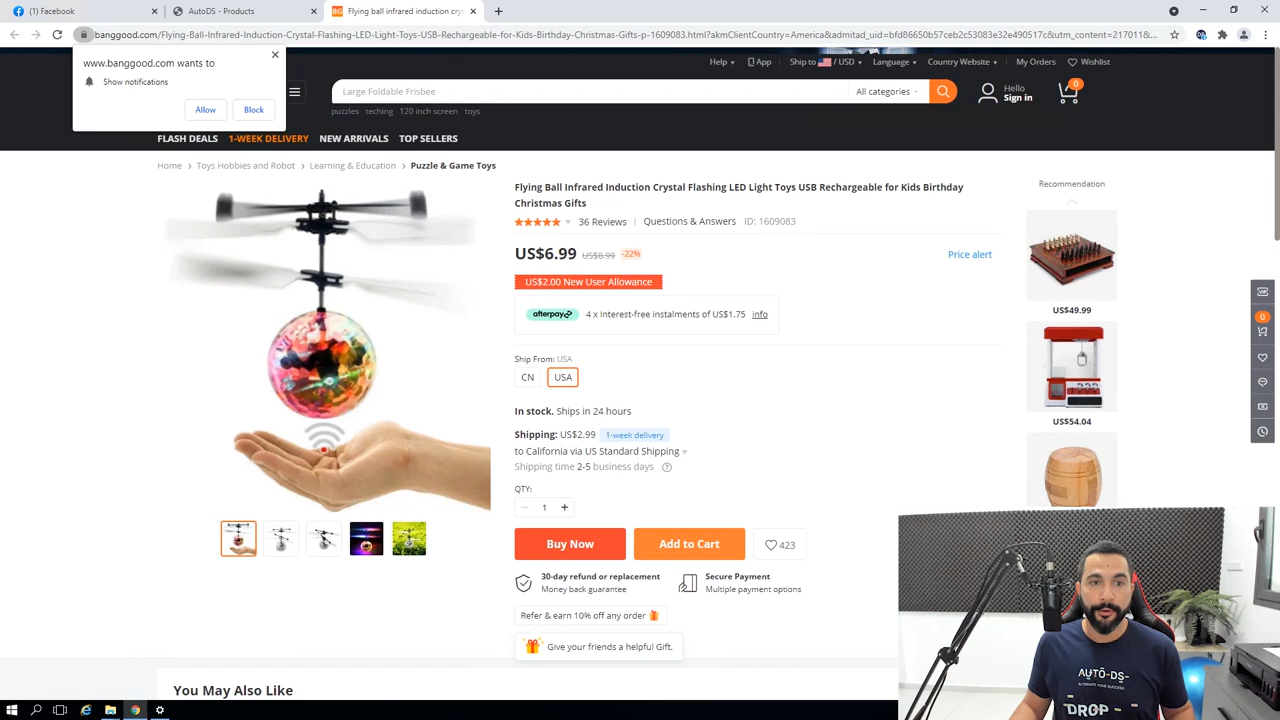 (1) Facebook
AutoDS - Products
Flying ball infrared induction cry
banggood.com/Flying-Ball-Infrared-Induction-Crystal-Flashing-LED-Light-Toys-USB-Rechargeable-for-Kids-Birthday-Christmas-Gifts-p-1609083.html?akmClientCountry=America&admitad_uid=bfd86650b57ceb2c53083e32e490517c&utm_content=217011&...
www.banggood.com wants to
Show notifications
Allow
Block
Help
App
Ship to / USD
Language
Country Website
My Orders
Wishlist
Large Foldable Frisbee
All categories
Hello
Sign in
0
puzzles teching 120 inch screen toys
FLASH DEALS 1-WEEK DELIVERY NEW ARRIVALS TOP SELLERS
Home > Toys Hobbies and Robot > Learning & Education > Puzzle & Game Toys
Flying Ball Infrared Induction Crystal Flashing LED Light Toys USB Rechargeable for Kids Birthday
Christmas Gifts
36 Reviews | Questions & Answers ID: 1609083
US$6.99 US$8.99 -22%
Price alert
US$2.00 New User Allowance
afterpay 4 x Interest-free instalments of US$1.75 info
Ship From: USA
CN
USA
In stock. Ships in 24 hours
Shipping: US$2.99 1-week delivery
to California via US Standard Shipping
Shipping time 2-5 business days
QTY:
1
Buy Now
Add to Cart
423
30-day refund or replacement
Money back guarantee
Secure Payment
Multiple payment options
Refer & earn 10% off any order
Give your friends a helpful Gift.
You May Also Like
Recommendation
US$49.99
US$54.04
0
AUTO-DS-
DROP